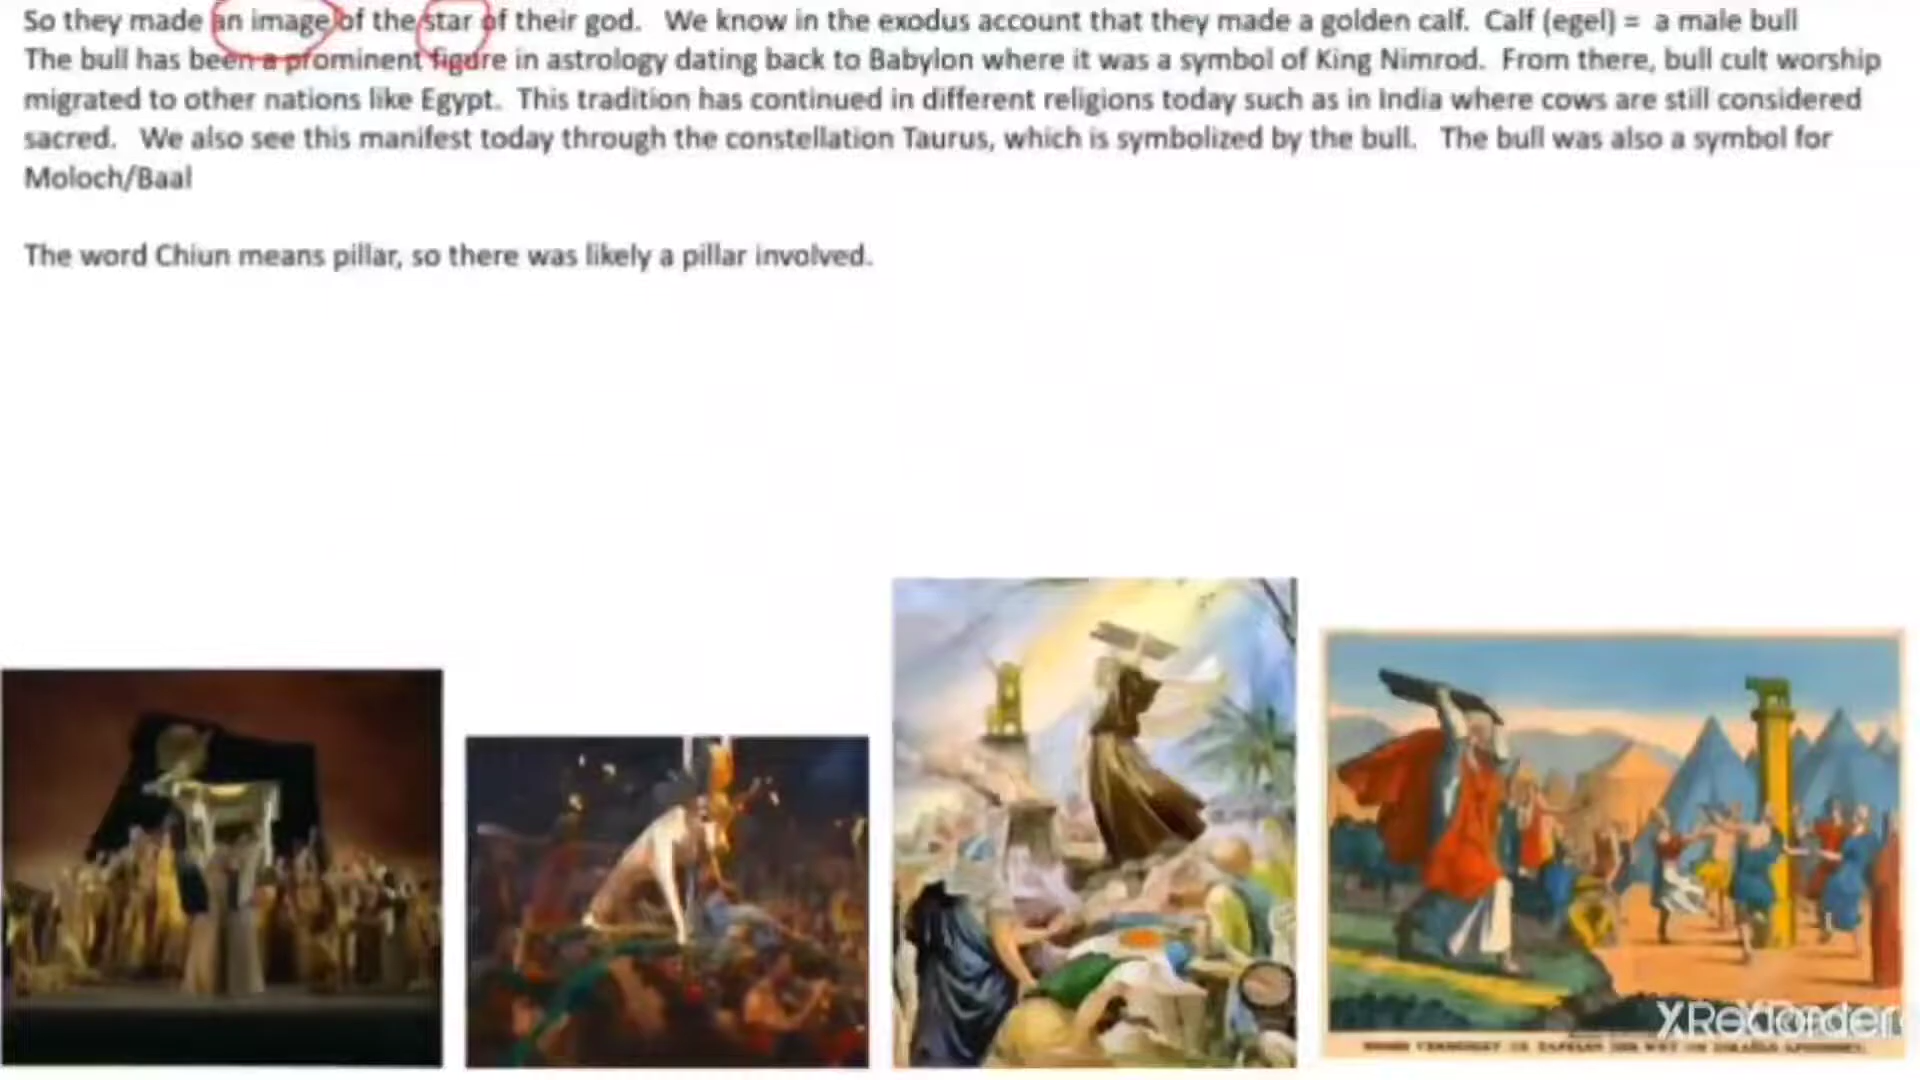 So they made an image of the star of their god. We know in the exodus account that they made a golden calf. Calf (egel) = a male bull
The bull has been a prominent figure in astrology dating back to Babylon where it was a symbol of King Nimrod. From there, bull cult worship
migrated to other nations like Egypt. This tradition has continued in different religions today such as in India where cows are still considered
sacred. We also see this manifest today through the constellation Taurus, which is symbolized by the bull. The bull was also a symbol for
Moloch/Baal
The word Chiun means pillar, so there was likely a pillar involved.